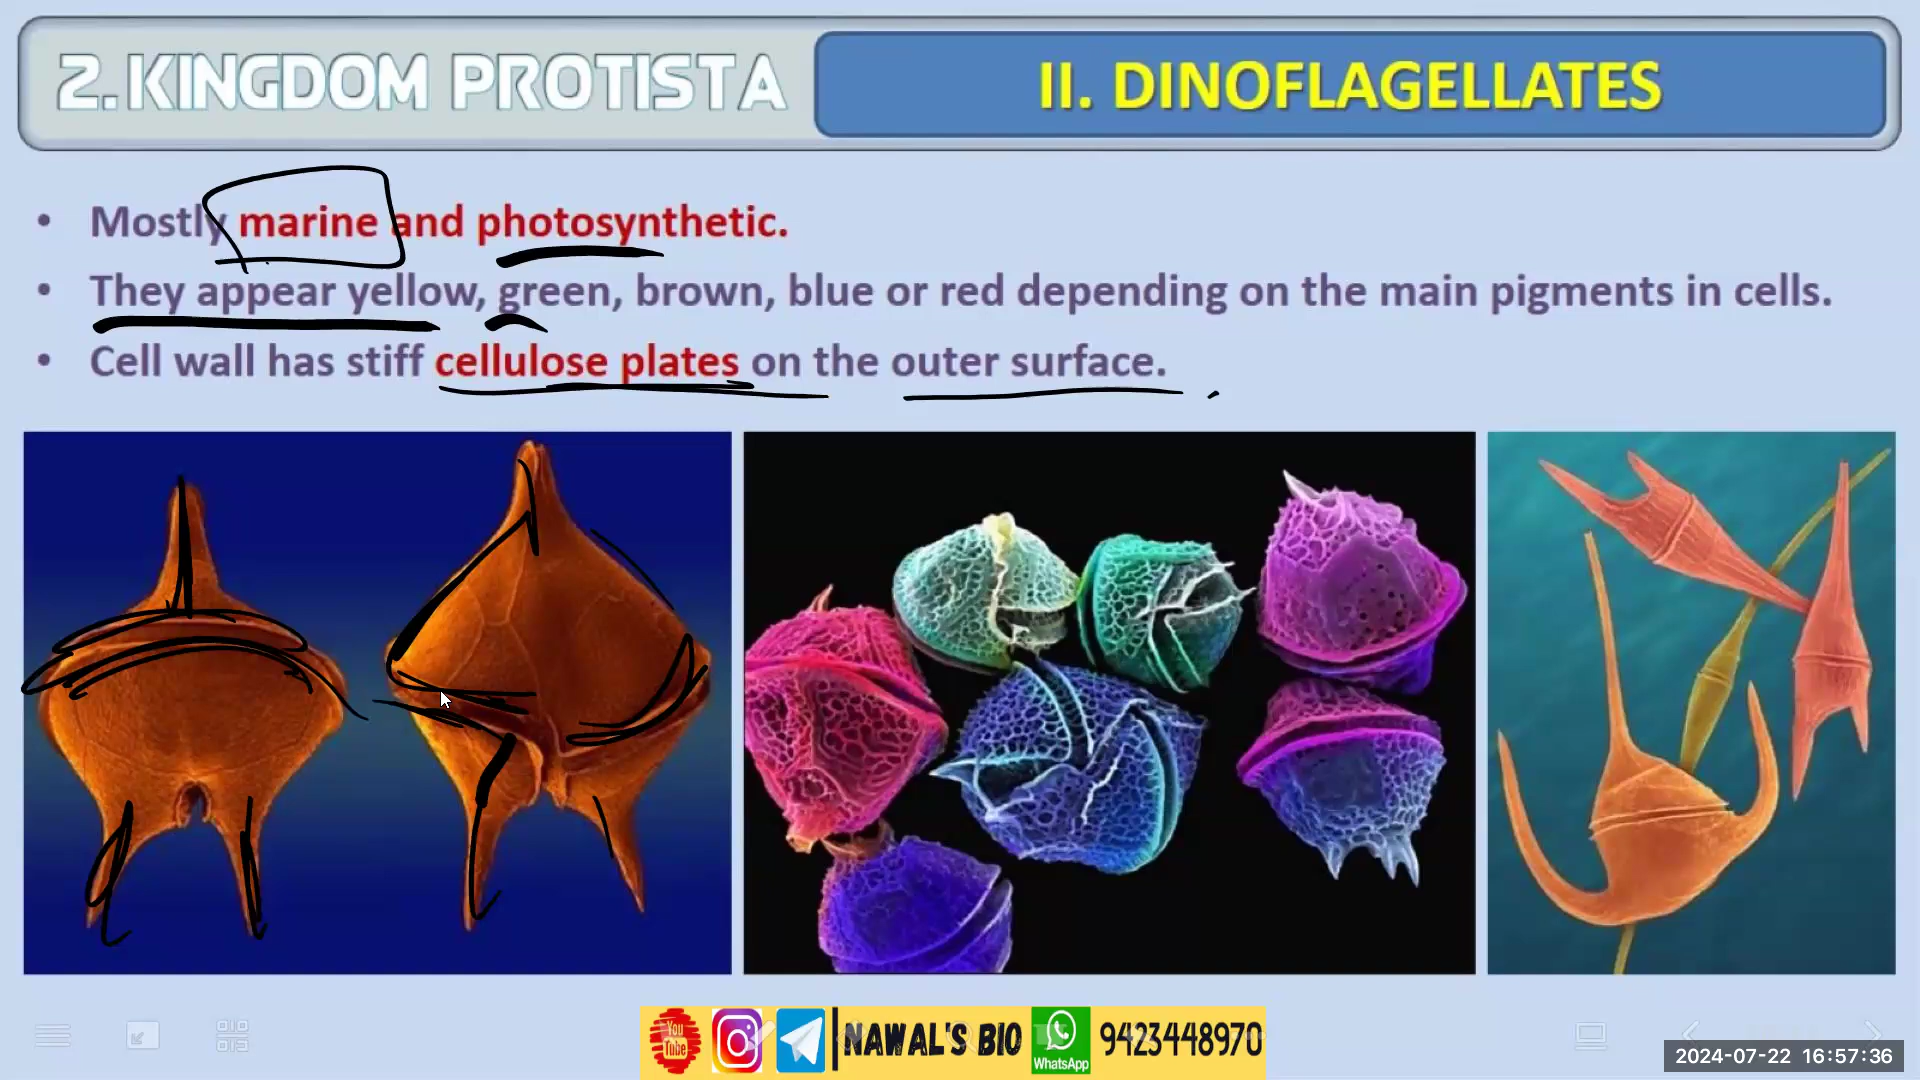 2. KINGDOM PROTISTA
II. DINOFLAGELLATES
• Mostly marine and photosynthetic.
• They appear yellow, green, brown, blue or red depending on the main pigments in cells.
• Cell wall has stiff cellulose plates on the outer surface.
You Tube
NAWAL'S BIO
WhatsApp
9423448970
2024-07-22 16:57:36